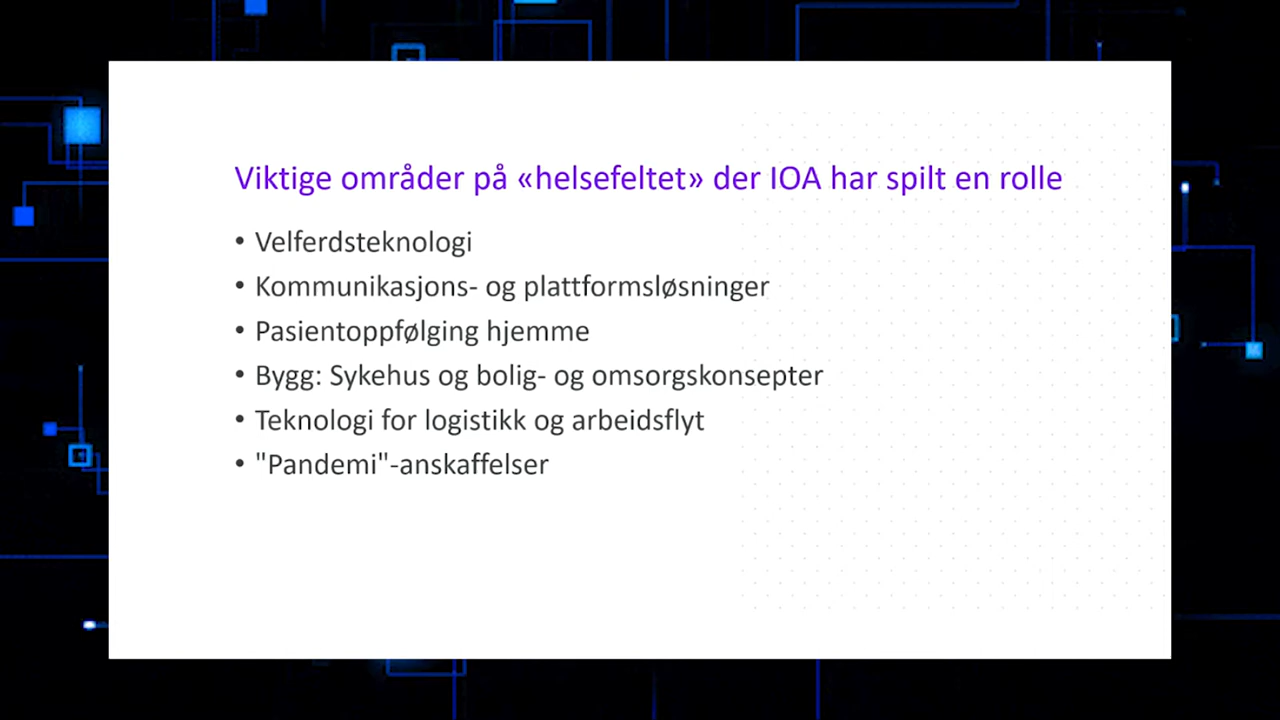 Viktige områder på «helsefeltet» der IOA har spilt en rolle
• Velferdsteknologi
• Kommunikasjons- og plattformsløsninger
• Pasientoppfølging hjemme
• Bygg: Sykehus og bolig- og omsorgskonsepter
• Teknologi for logistikk og arbeidsflyt
• "Pandemi"-anskaffelser